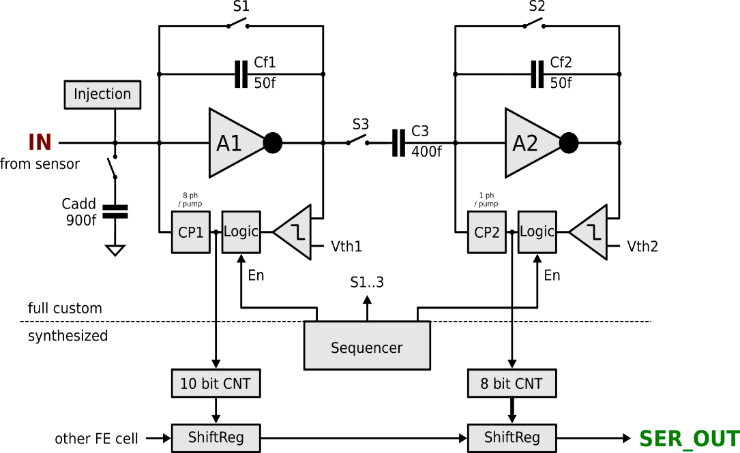 S1
S2
Cf1
50f
Cf2
50f
Injection
IN
from sensor
A1
S3
C3
400f
A2
Cadd
900f
8 ph
/ pump
1 ph
/ pump
CP1
Logic
Vth1
CP2
Logic
Vth2
En
S1..3
En
full custom
synthesized
Sequencer
10 bit CNT
8 bit CNT
other FE cell
ShiftReg
ShiftReg
SER_OUT